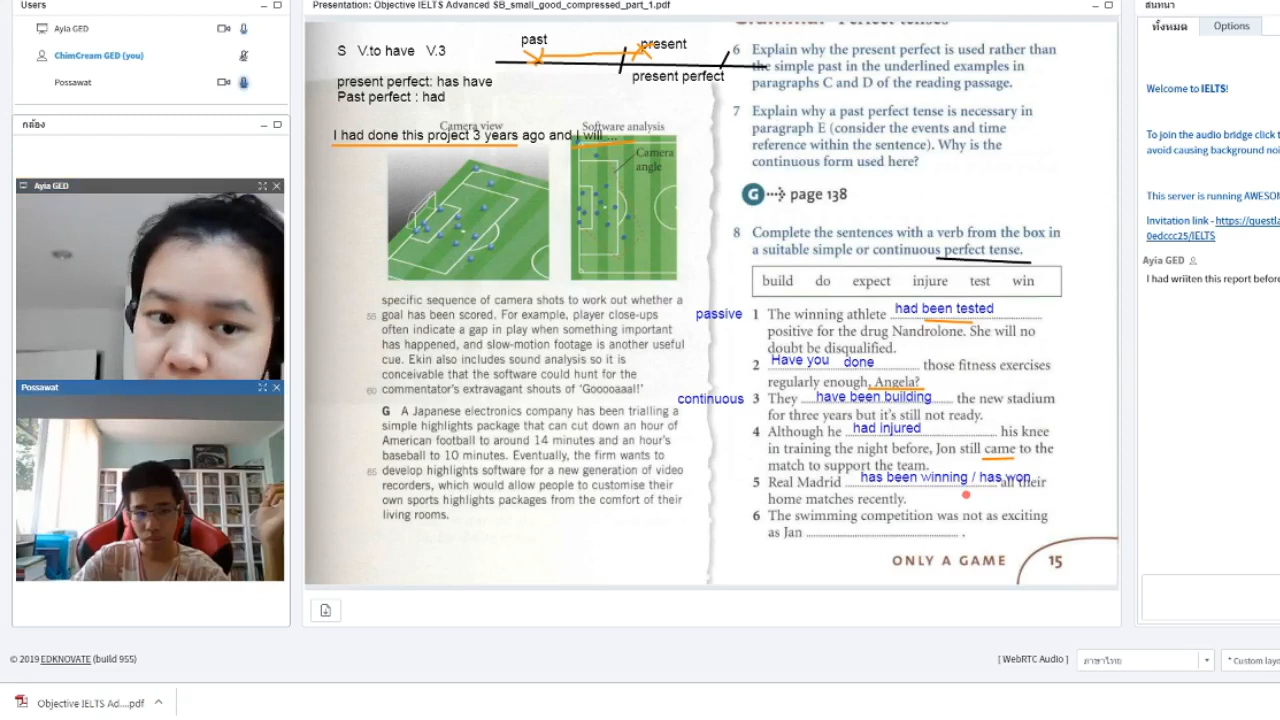 Users
Ayia GED
ChimCream GED (you)
Possawat
กล้อง
Ayia GED
Possawat
Presentation: Objective IELTS Advanced SB_small_good_compressed_part_1.pdf
S V.to have V.3
present perfect: has have
Past perfect : had
past
present
present perfect
I had done this project 3 years ago and I will ...
Camera view
Software analysis
Camera
angle
specific sequence of camera shots to work out whether a
55 goal has been scored. For example, player close-ups
often indicate a gap in play when something important
has happened, and slow-motion footage is another useful
cue. Ekin also includes sound analysis so it is
conceivable that the software could hunt for the
60 commentator's extravagant shouts of 'Gooooaaal!'
G A Japanese electronics company has been trialling a
simple highlights package that can cut down an hour of
American football to around 14 minutes and an hour's
baseball to 10 minutes. Eventually, the firm wants to
65 develop highlights software for a new generation of video
recorders, which would allow people to customise their
own sports highlights packages from the comfort of their
living rooms.
Grammar Perfect tenses
6 Explain why the present perfect is used rather than
the simple past in the underlined examples in
paragraphs C and D of the reading passage.
7 Explain why a past perfect tense is necessary in
paragraph E (consider the events and time
reference within the sentence). Why is the
continuous form used here?
G page 138
8 Complete the sentences with a verb from the box in
a suitable simple or continuous perfect tense.
build do expect injure test win
passive 1 The winning athlete had been tested
positive for the drug Nandrolone. She will no
doubt be disqualified.
2 Have you done those fitness exercises
regularly enough, Angela?
continuous 3 They have been building the new stadium
for three years but it's still not ready.
4 Although he had injured his knee
in training the night before, Jon still came to the
match to support the team.
5 Real Madrid has been winning / has won all their
home matches recently.
6 The swimming competition was not as exciting
as Jan .
ONLY A GAME 15
สนทนา
ทั้งหมด Options
Welcome to IELTS!
To join the audio bridge click t
avoid causing background noi
This server is running AWESOM
Invitation link - https://questla
0edccc25/IELTS
Ayia GED
I had wriiten this report before
© 2019 EDKNOVATE (build 955)
[ WebRTC Audio ]
ภาษาไทย
* Custom layo
Objective IELTS Ad....pdf